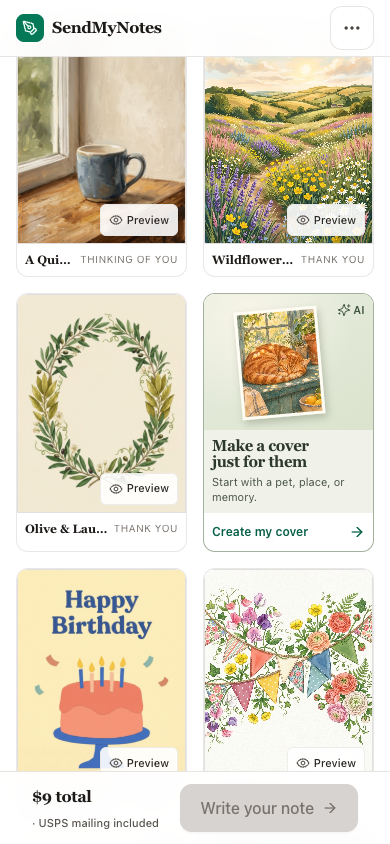 SendMyNotes
Preview
Preview
A Qui... THINKING OF YOU
Wildflower... THANK YOU
AI
Preview
Make a cover
just for them
Start with a pet, place, or
memory.
Olive & Lau... THANK YOU
Create my cover
Happy
Birthday
Preview
Preview
$9 total
· USPS mailing included
Write your note